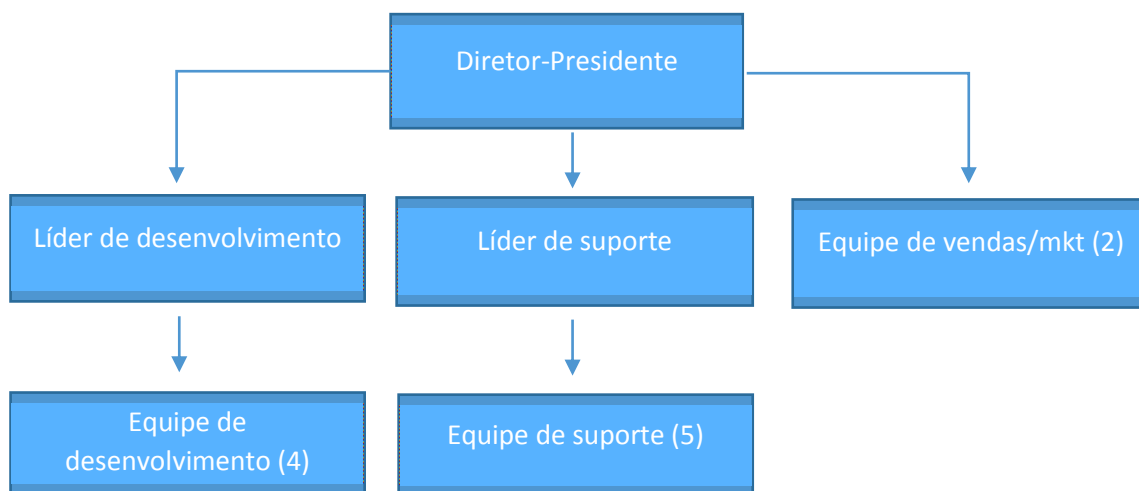 Diretor-Presidente
Líder de desenvolvimento
Líder de suporte
Equipe de vendas/mkt (2)
Equipe de
desenvolvimento (4)
Equipe de suporte (5)